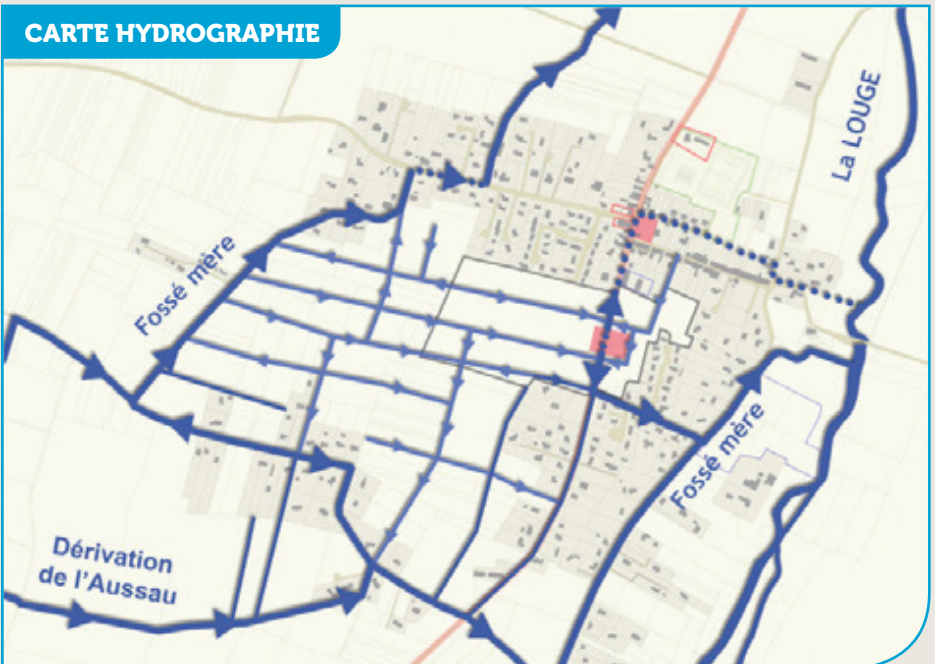 CARTE HYDROGRAPHIE
La LOUGE
Fossé mère
Fossé mère
Dérivation
de l'Aussau